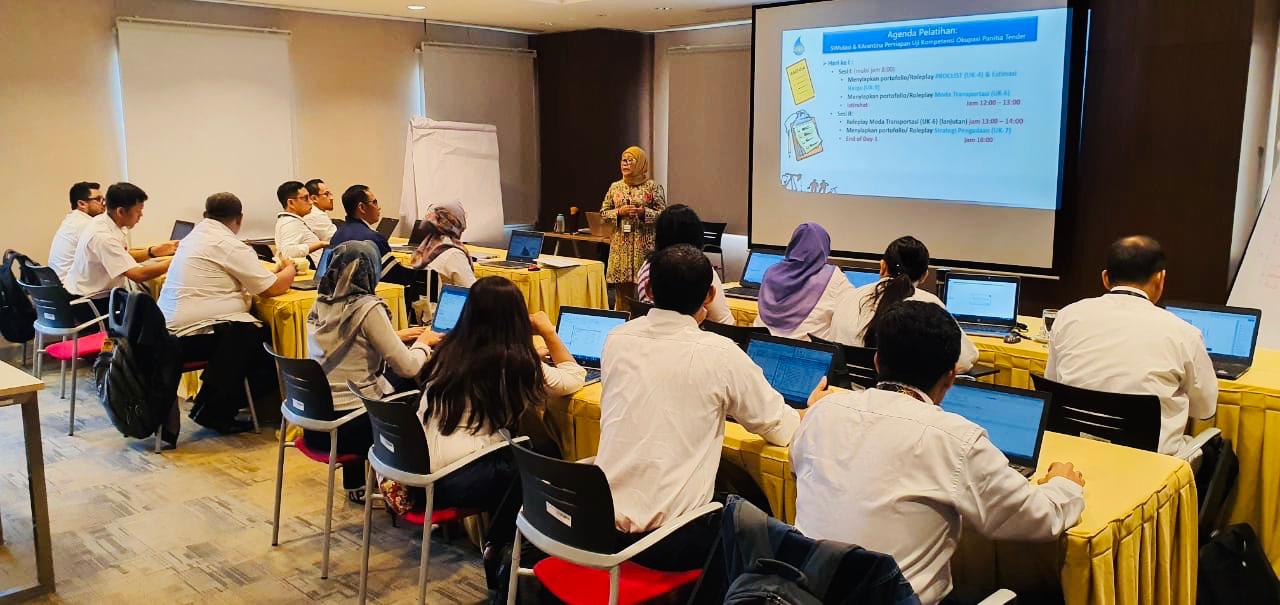 Agenda Pelatihan:
SIMulasi & KArantina Persiapan Uji Kompetensi Okupasi Panitia Tender
Hari ke I :
Sesi I: (mulai jam 8:00)
Menyiapkan portofolio/Roleplay PROCLIST (UK-4) & Estimasi
Harga (UK-5)
Menyiapkan portofolio/Roleplay Moda Transportasi (UK-6)
Istirahat Jam 12:00 – 13:00
Sesi II:
Roleplay Moda Transportasi (UK-6) (lanjutan) jam 13:00 – 14:00
Menyiapkan portofolio/ Roleplay Strategi Pengadaan (UK-7)
End of Day-1 Jam 16:00